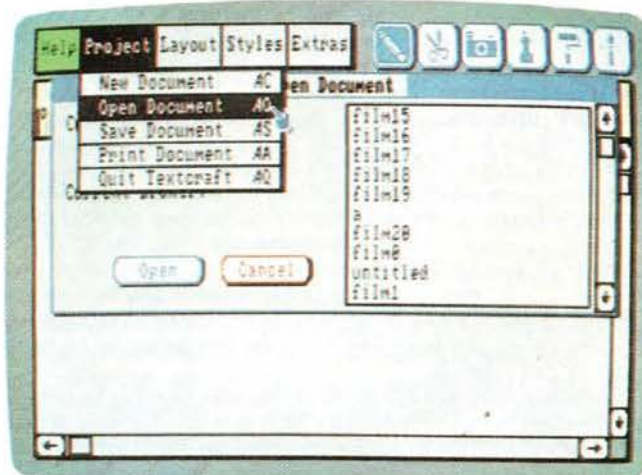 Help Project Layout Styles Extras
New Document AC
Open Document AO
Save Document AS
Print Document AA
Quit Textcraft AQ
en Document
film15
film16
film17
film18
film19
a
film20
film0
untitled
film1
Open Cancel